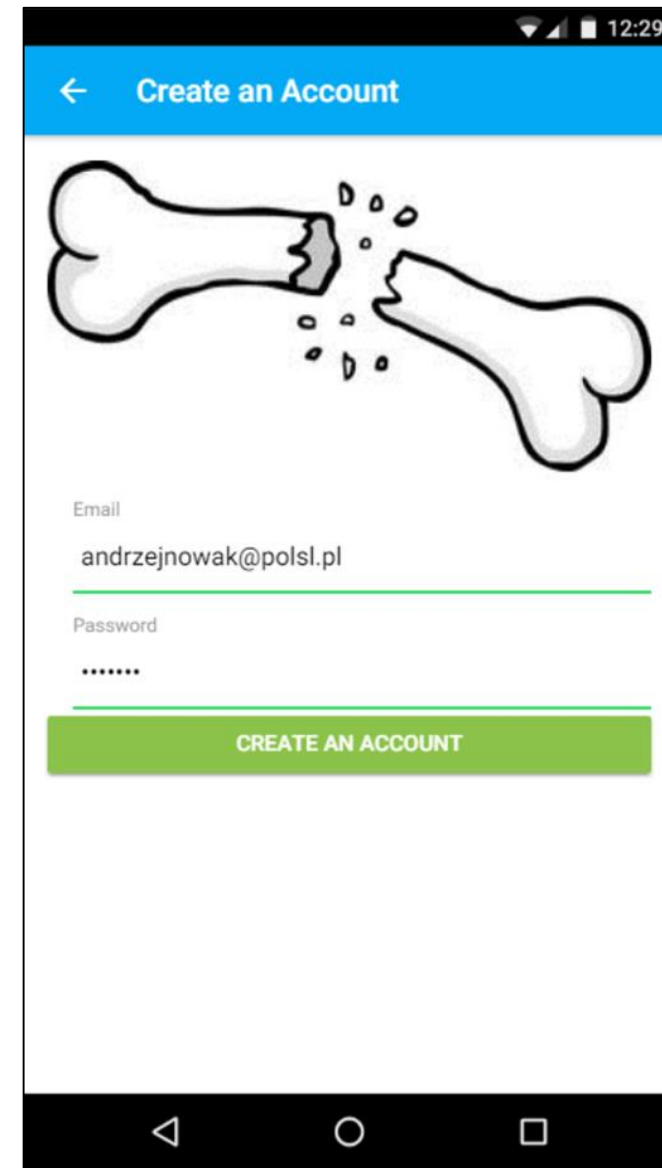 12:29
Create an Account
Email
andrzejnowak@polsl.pl
Password
•••••••
CREATE AN ACCOUNT